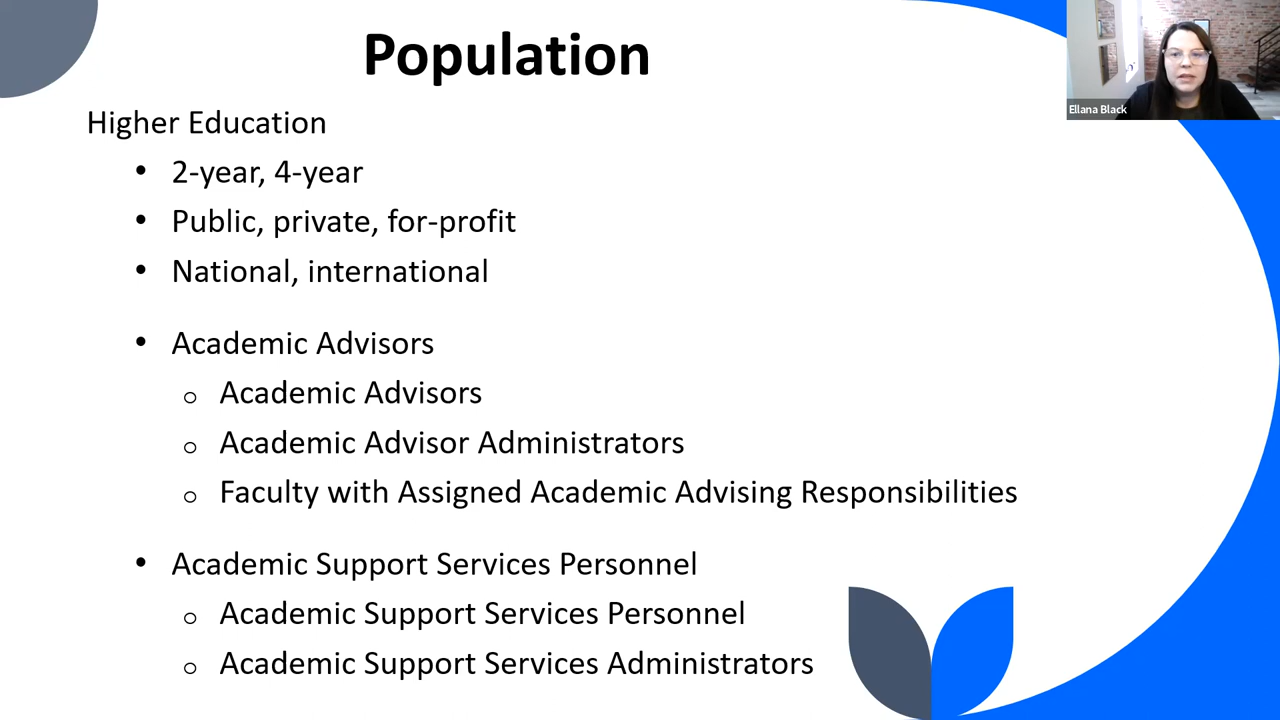 Population
Ellana Black
Higher Education
• 2-year, 4-year
• Public, private, for-profit
• National, international
• Academic Advisors
o Academic Advisors
o Academic Advisor Administrators
o Faculty with Assigned Academic Advising Responsibilities
• Academic Support Services Personnel
o Academic Support Services Personnel
o Academic Support Services Administrators